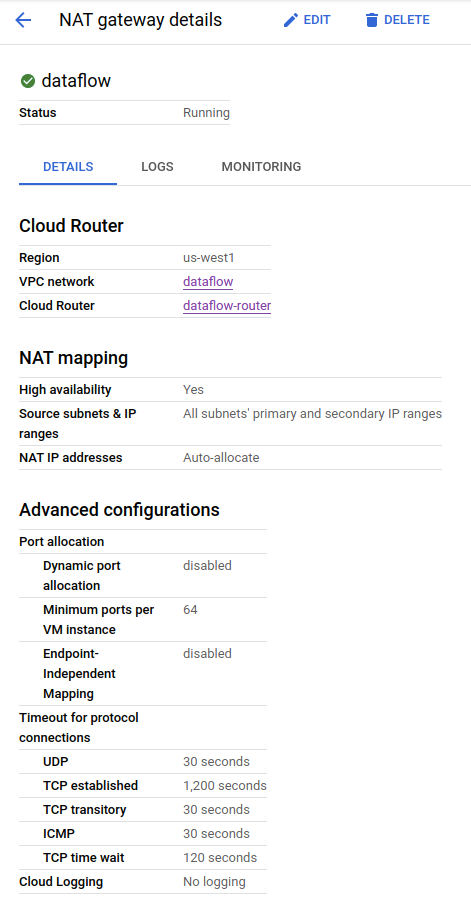 NAT gateway details EDIT DELETE
dataflow
Status Running
DETAILS LOGS MONITORING
Cloud Router
Region us-west1
VPC network dataflow
Cloud Router dataflow-router
NAT mapping
High availability Yes
Source subnets & IP All subnets' primary and secondary IP ranges
ranges
NAT IP addresses Auto-allocate
Advanced configurations
Port allocation
Dynamic port disabled
allocation
Minimum ports per 64
VM instance
Endpoint- disabled
Independent
Mapping
Timeout for protocol
connections
UDP 30 seconds
TCP established 1,200 seconds
TCP transitory 30 seconds
ICMP 30 seconds
TCP time wait 120 seconds
Cloud Logging No logging